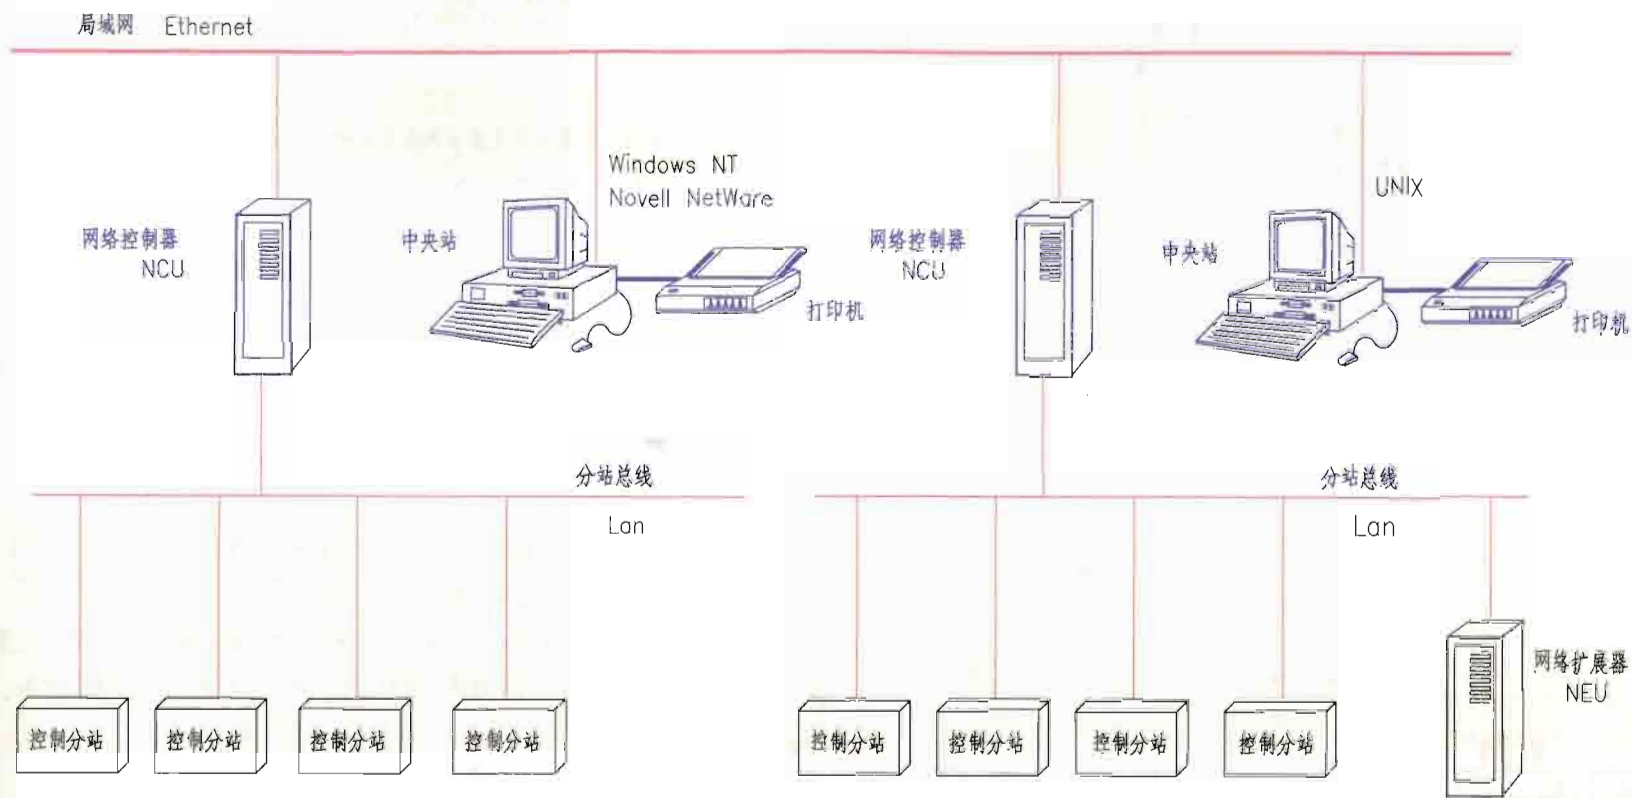 局域网 Ethernet
Windows NT
Novell NetWare
UNIX
网络控制器
NCU
中央站
打印机
网络控制器
NCU
中央站
打印机
分站总线
Lan
分站总线
Lan
控制分站
控制分站
控制分站
控制分站
控制分站
控制分站
控制分站
控制分站
网络扩展器
NEU